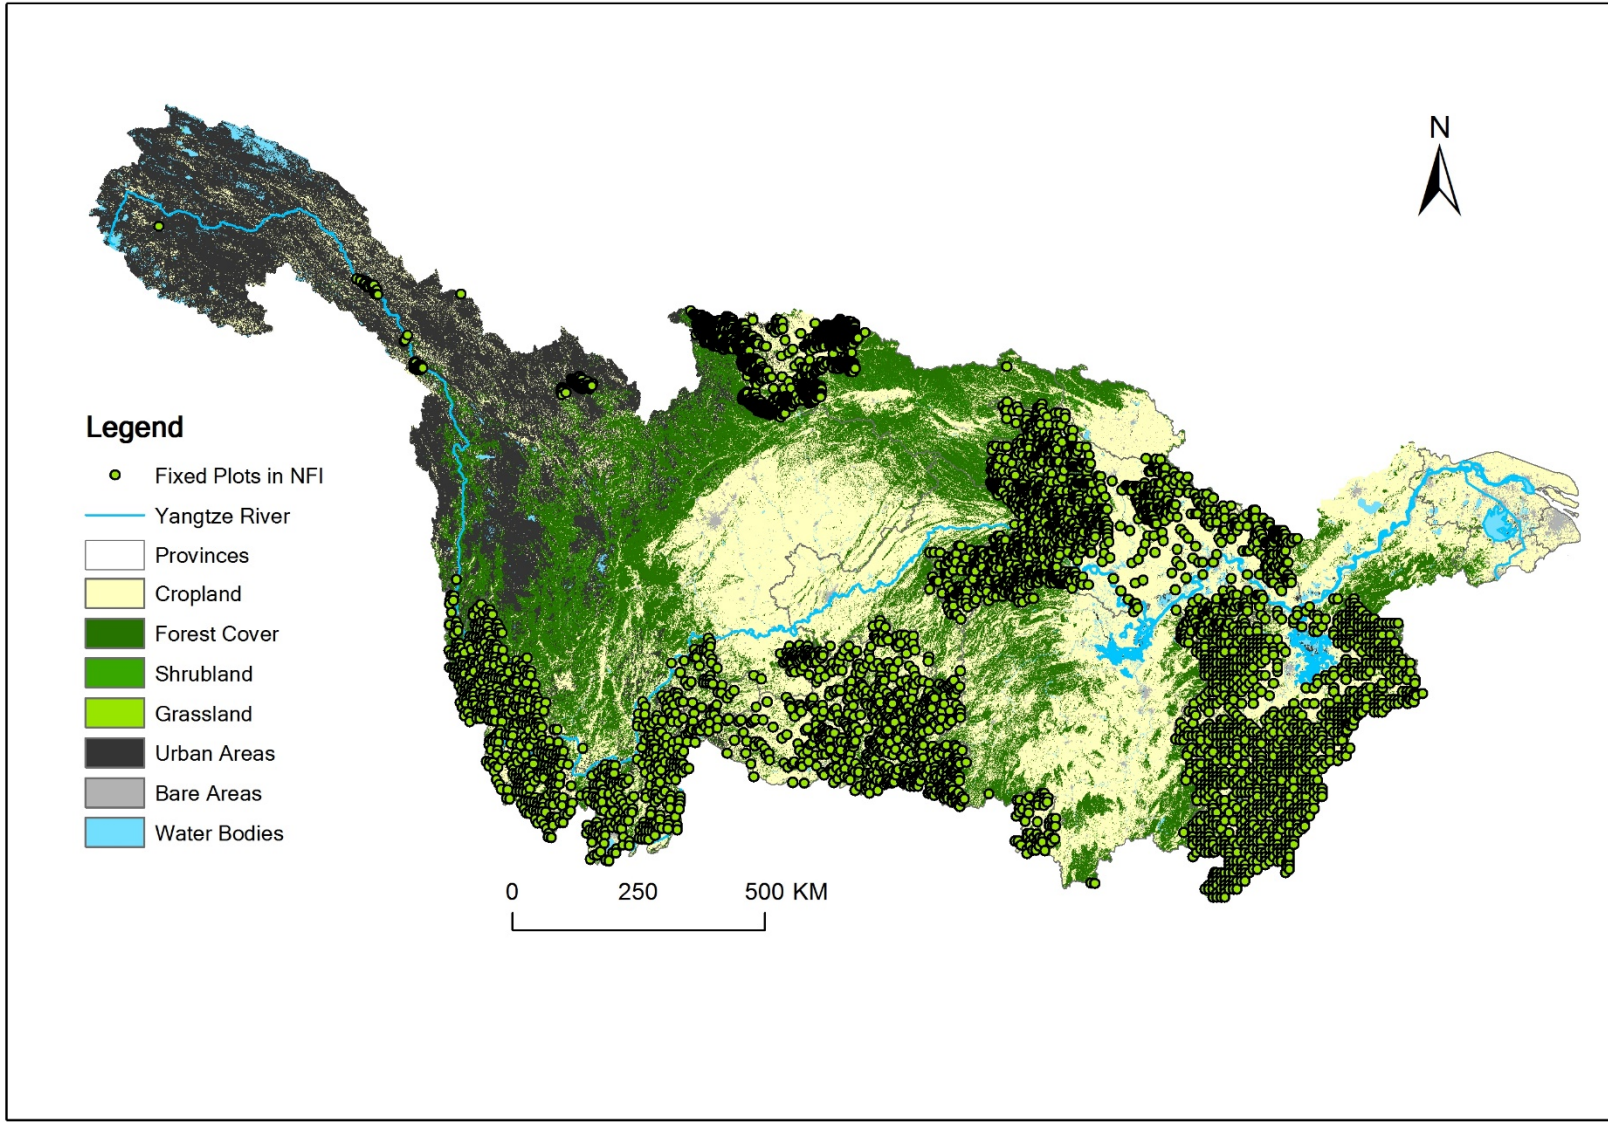 N
Legend
Fixed Plots in NFI
Yangtze River
Provinces
Cropland
Forest Cover
Shrubland
Grassland
Urban Areas
Bare Areas
Water Bodies
0 250 500 KM